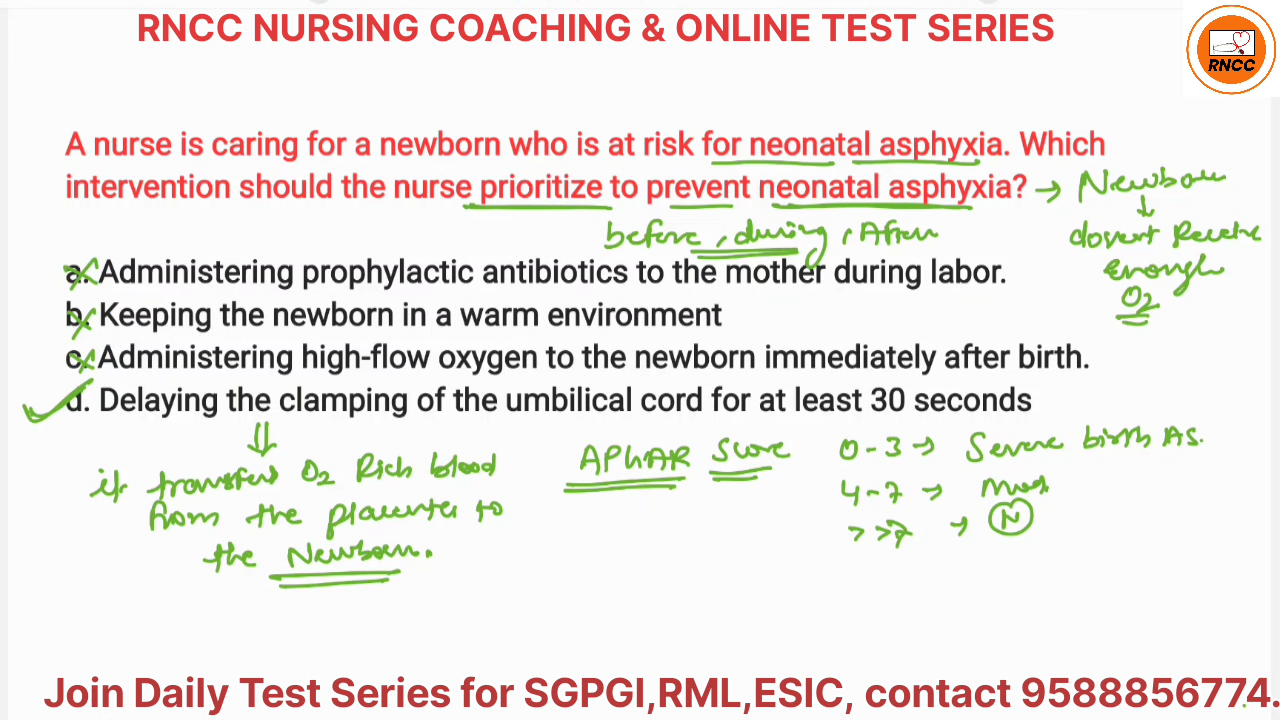 RNCC NURSING COACHING & ONLINE TEST SERIES
RNCC
A nurse is caring for a newborn who is at risk for neonatal asphyxia. Which
intervention should the nurse prioritize to prevent neonatal asphyxia? → Newborn
before, during, After
↓
doesnt Receive
Enough
O2
a. Administering prophylactic antibiotics to the mother during labor.
b. Keeping the newborn in a warm environment
c. Administering high-flow oxygen to the newborn immediately after birth.
d. Delaying the clamping of the umbilical cord for at least 30 seconds
it transfers O2 Rich blood
from the placenta to
the Newborn.
APGAR Score
0-3 → Severe birth AS.
4-7 → Mod
> >7 → N
Join Daily Test Series for SGPGI,RML,ESIC, contact 9588856774.